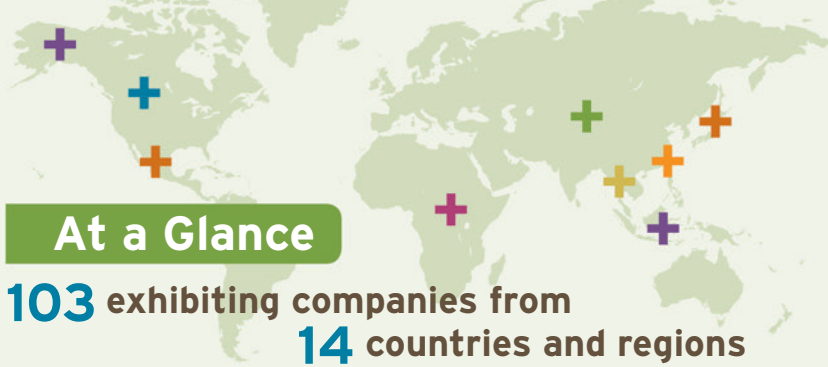 At a Glance
103 exhibiting companies from
14 countries and regions